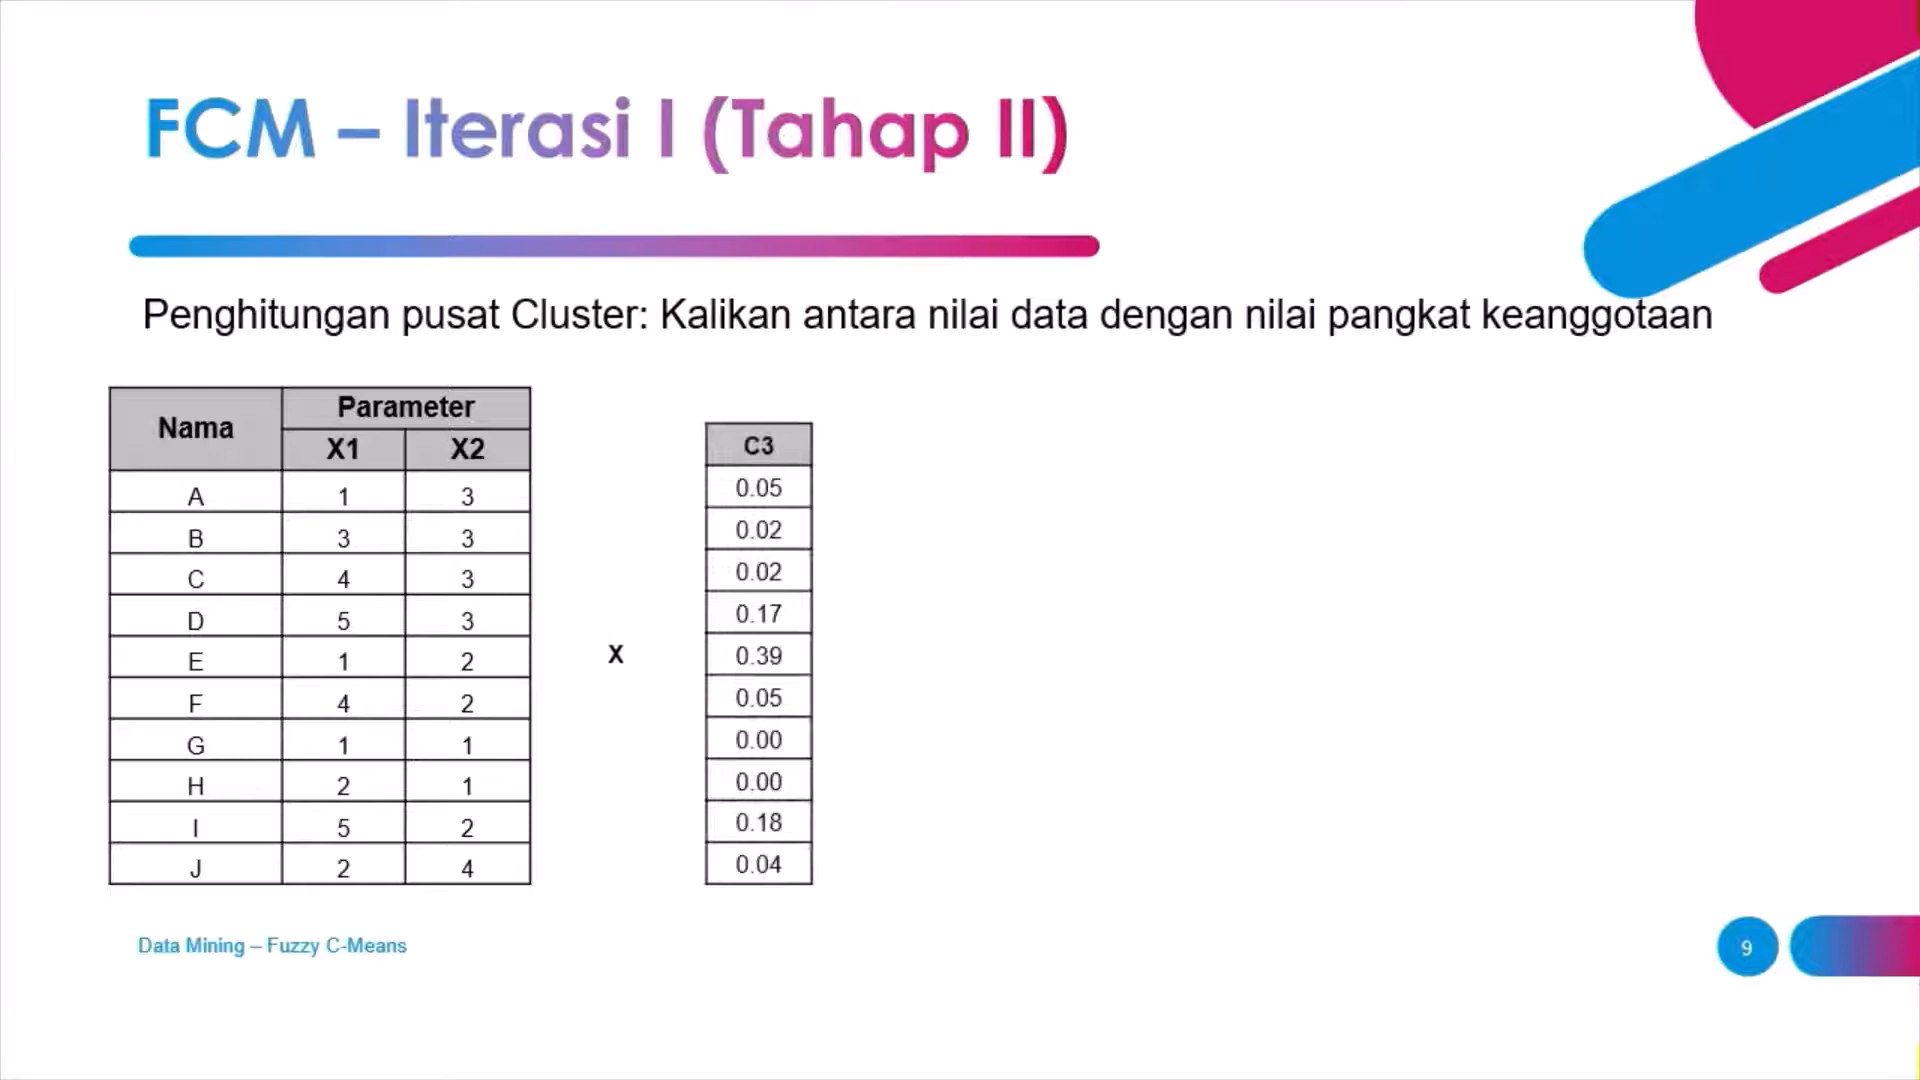 FCM – Iterasi I (Tahap II)
Penghitungan pusat Cluster: Kalikan antara nilai data dengan nilai pangkat keanggotaan
Nama Parameter
X1 X2
A 1 3
B 3 3
C 4 3
D 5 3
E 1 2
F 4 2
G 1 1
H 2 1
I 5 2
J 2 4
X
C3
0.05
0.02
0.02
0.17
0.39
0.05
0.00
0.00
0.18
0.04
Data Mining – Fuzzy C-Means
9